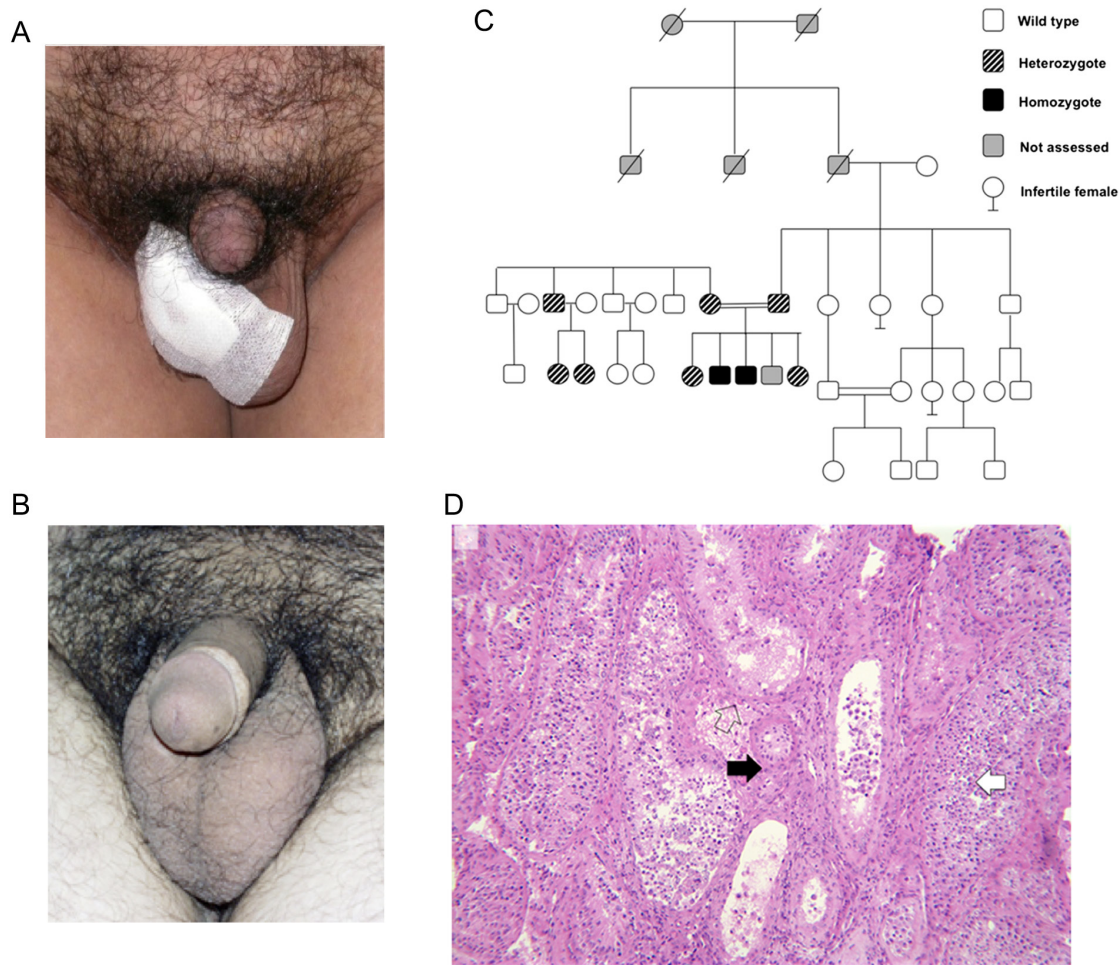 A
C
Wild type
Heterozygote
Homozygote
Not assessed
Infertile female
B
D